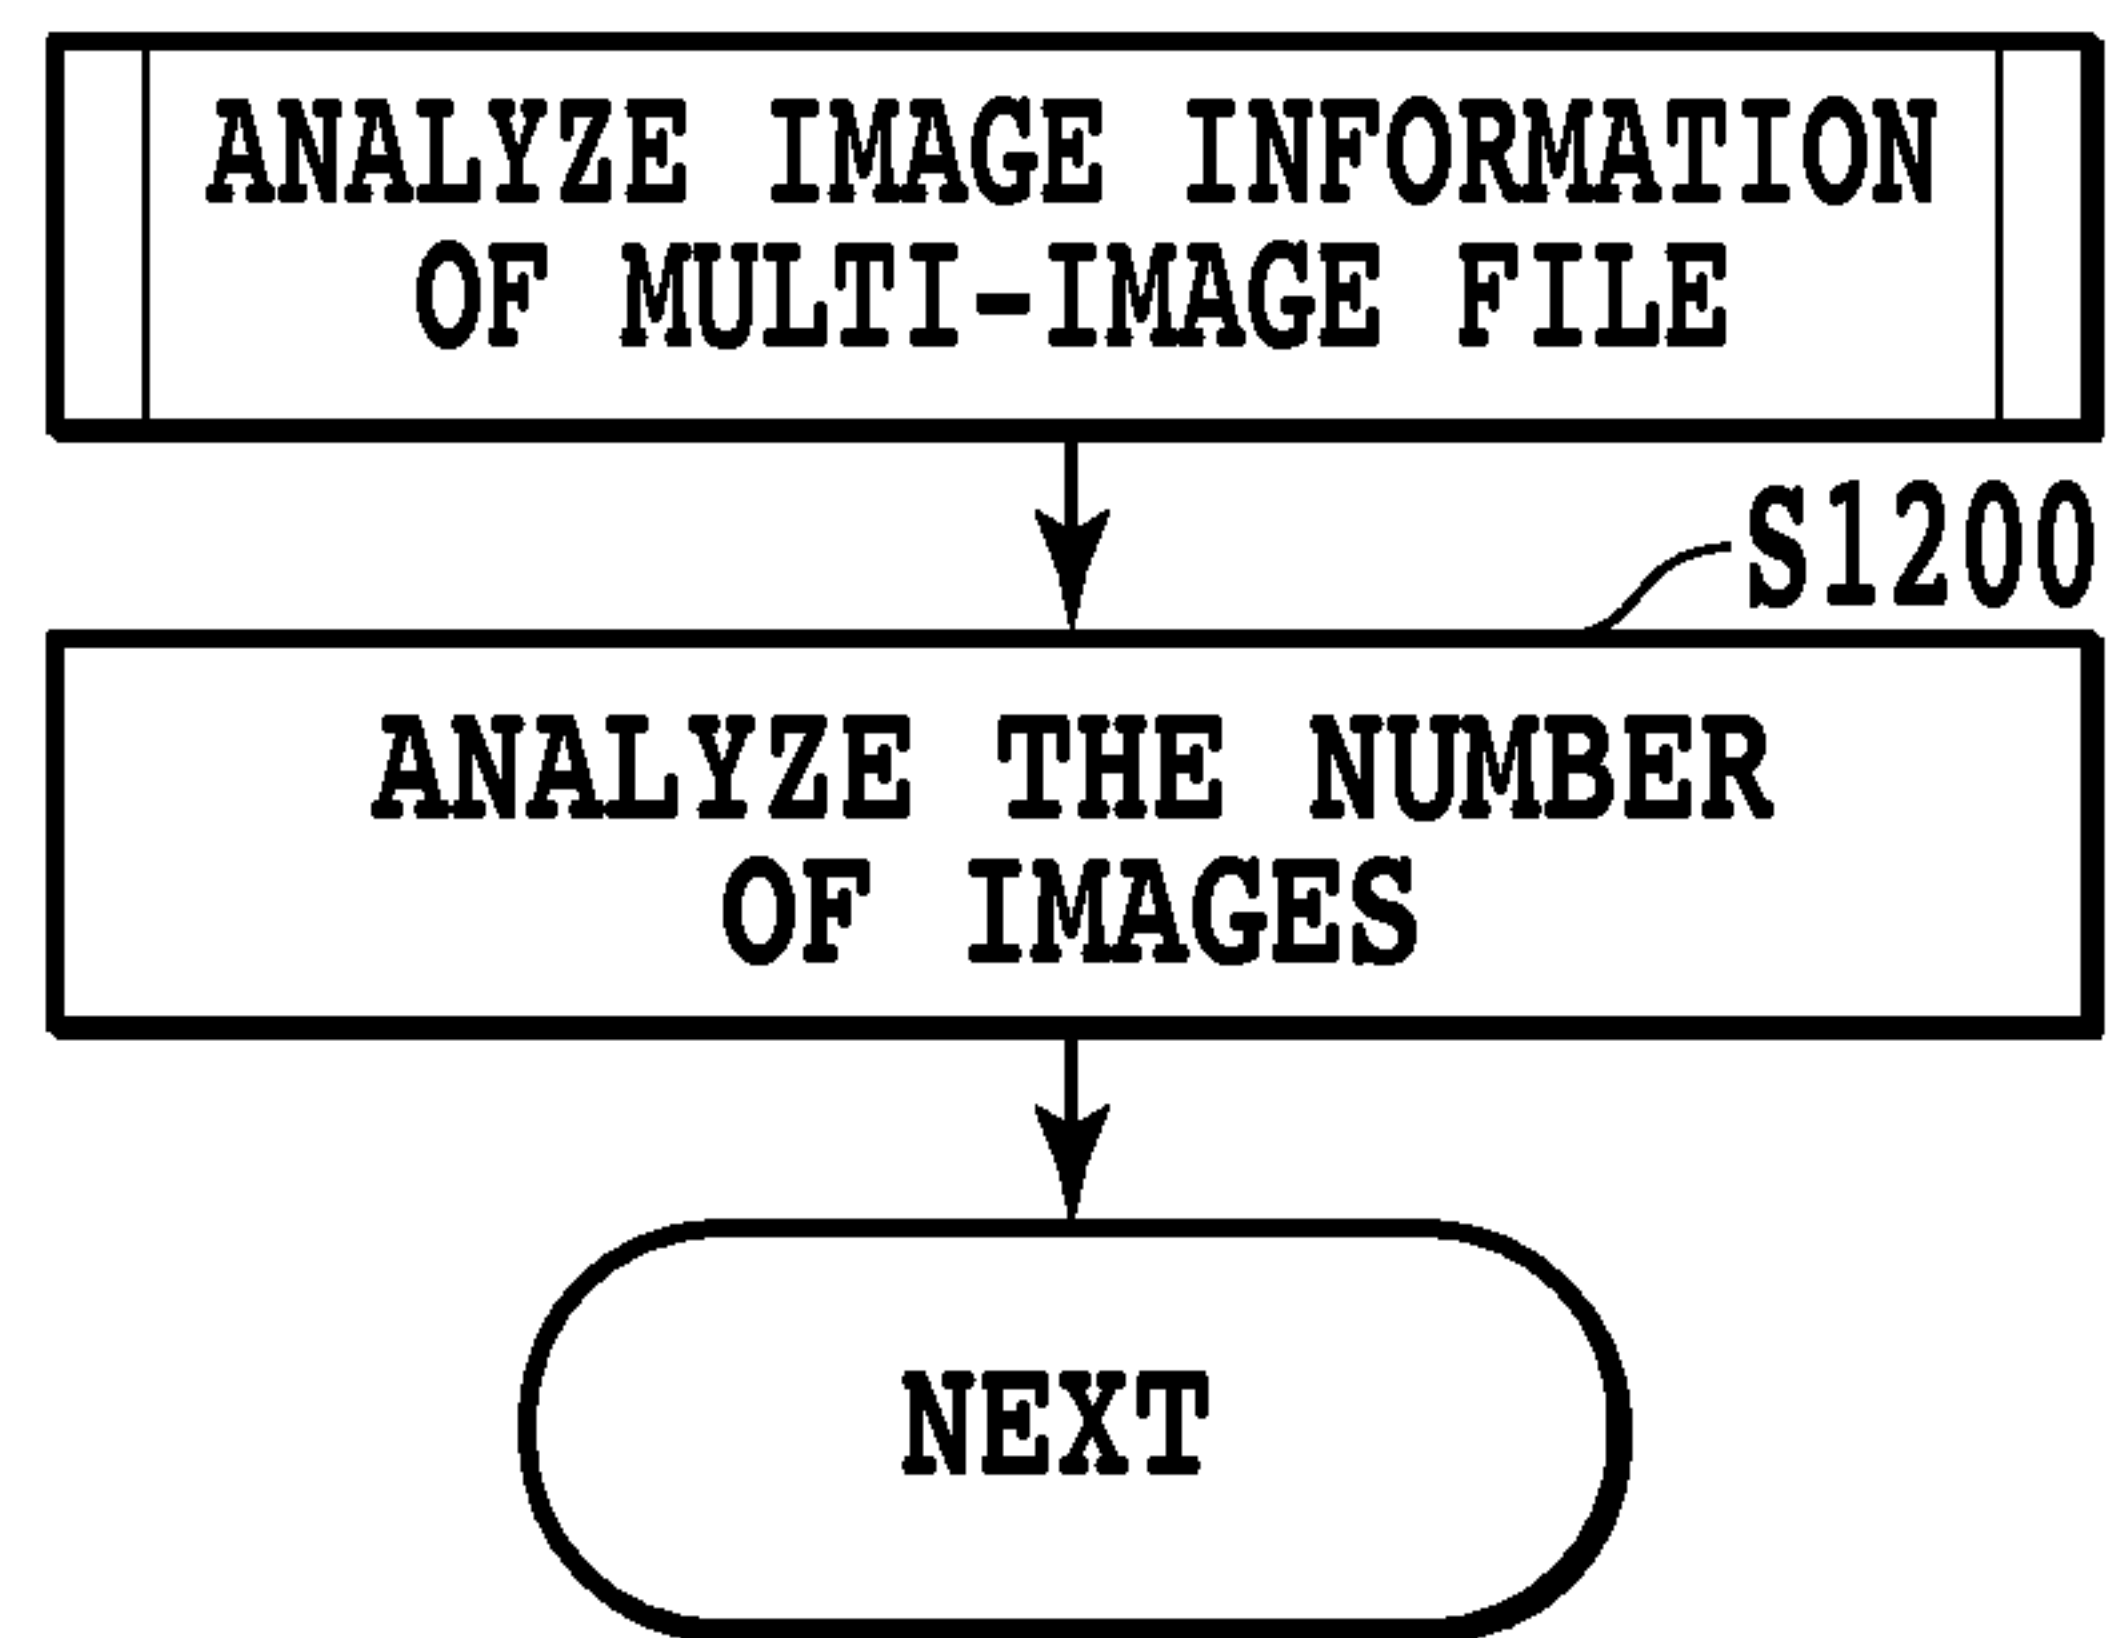 ANALYZE IMAGE INFORMATION
OF MULTI-IMAGE FILE
S1200
ANALYZE THE NUMBER
OF IMAGES
NEXT